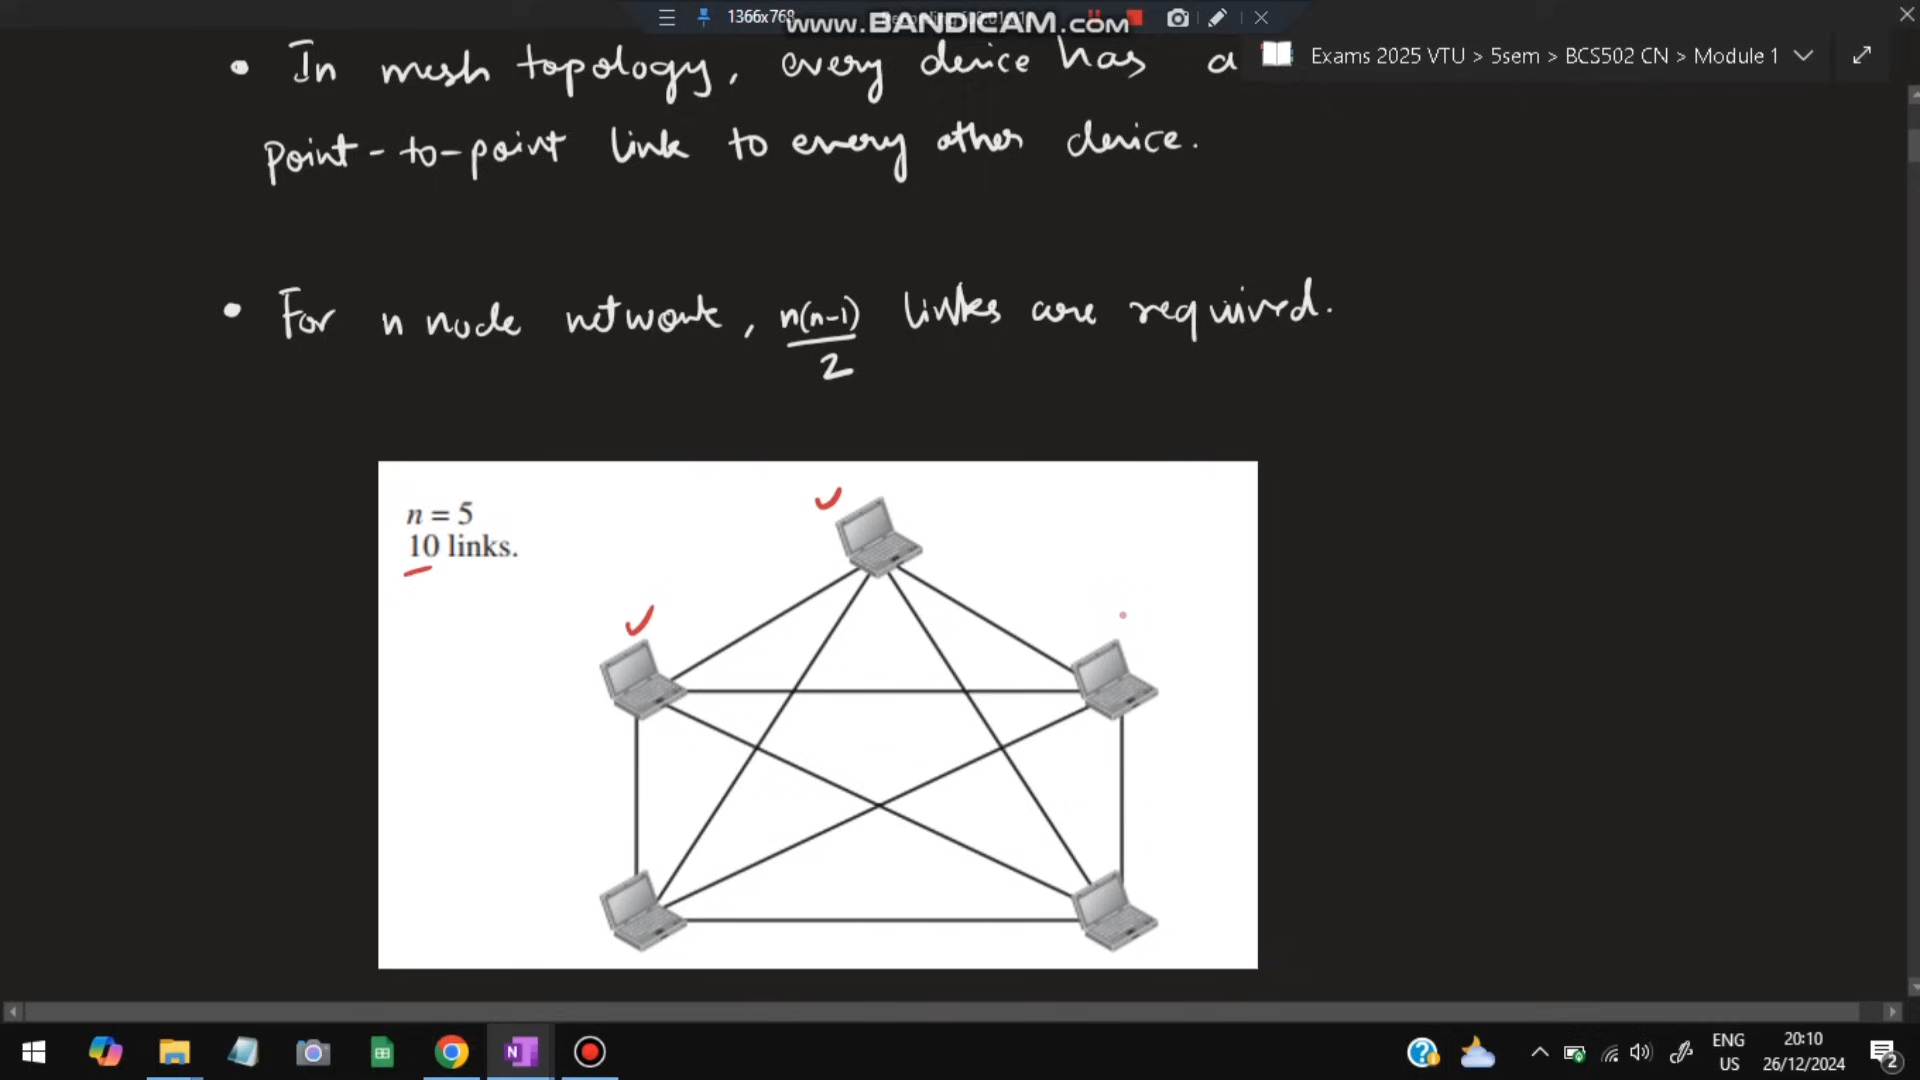 1366x768
www.BANDICAM.com
Exams 2025 VTU > 5sem > BCS502 CN > Module 1
• In mesh topology, every device has a
point-to-point link to every other device.
• For n node network, n(n-1)/2 links are required.
n = 5
10 links.
N
ENG
US
20:10
26/12/2024
2